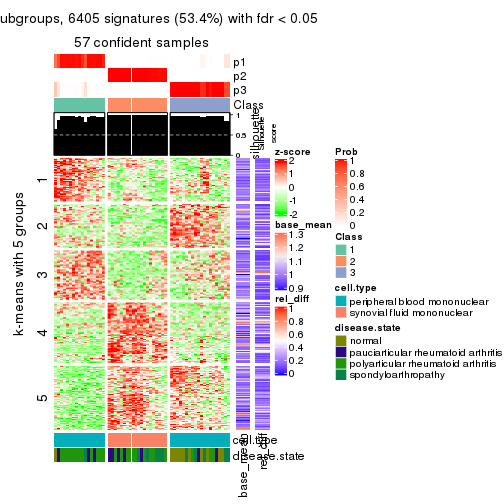 ubgroups, 6405 signatures (53.4%) with fdr < 0.05
57 confident samples
p1
p2
p3
Class
1
0.5
0
silhouette
score
k-means with 5 groups
1
2
3
4
5
cell.type
disease.state
base_mean
rel_diff
z-score
2
1
0
-1
-2
base_mean
1.3
1.2
1.1
1
0.9
rel_diff
1
0.8
0.6
0.4
0.2
0
Prob
1
0.8
0.6
0.4
0.2
0
Class
1
2
3
cell.type
peripheral blood mononuclear
synovial fluid mononuclear
disease.state
normal
pauciarticular rheumatoid arthritis
polyarticular rheumatoid arthritis
spondyloarthropathy